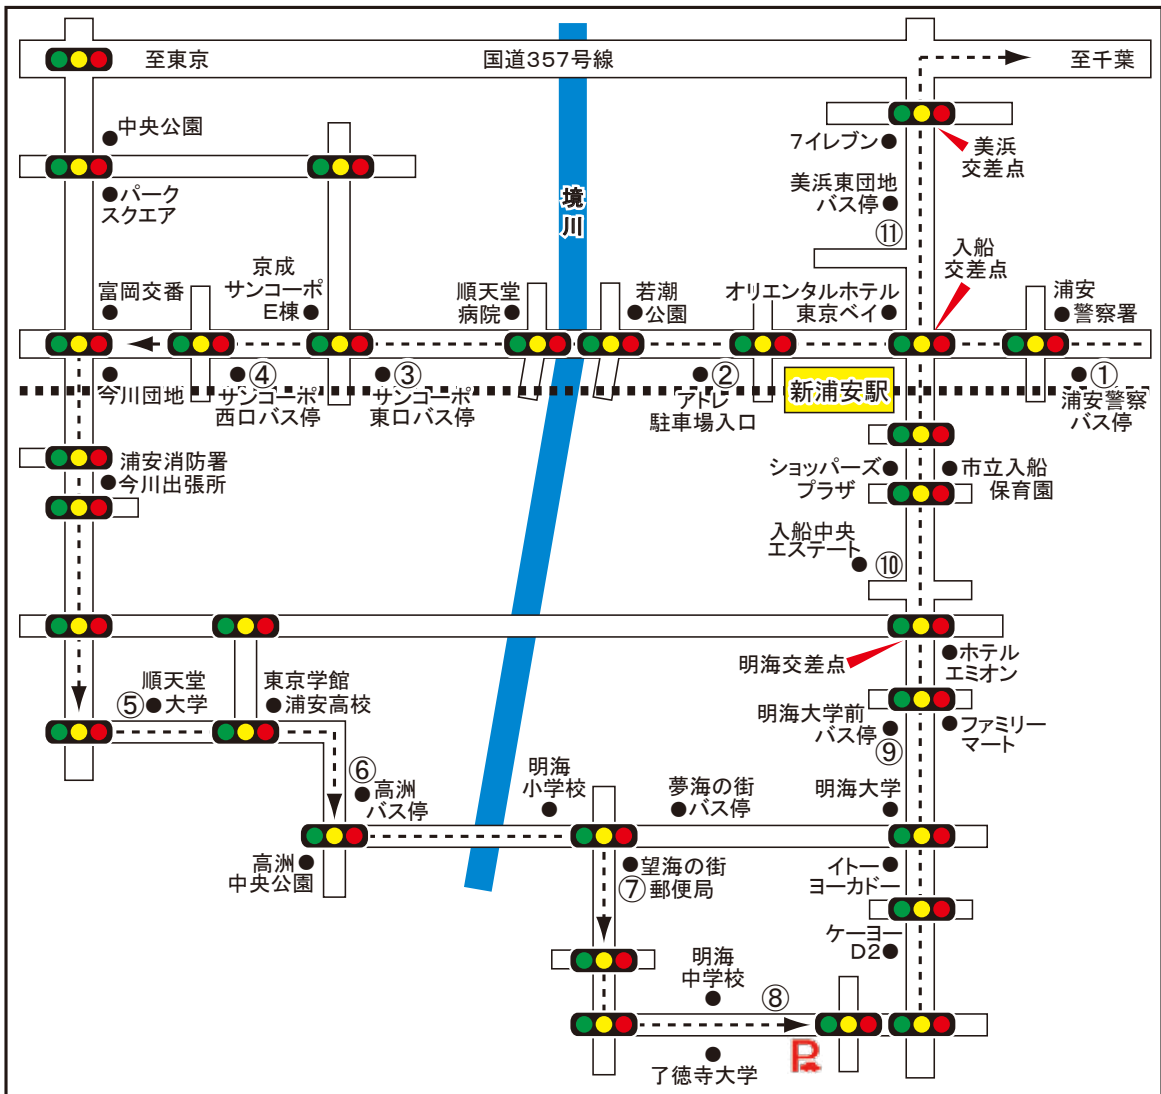 至東京
国道357号線
至千葉
中央公園
7イレブン
美浜
交差点
パーク
スクエア
境川
美浜東団地
バス停
⑪
入船
交差点
京成
サンコーポ
E棟
富岡交番
順天堂
病院
若潮
公園
オリエンタルホテル
東京ベイ
浦安
警察署
今川団地
④
サンコーポ
西口バス停
③
サンコーポ
東口バス停
②
アトレ
駐車場入口
新浦安駅
①
浦安警察
バス停
浦安消防署
今川出張所
ショッパーズ
プラザ
市立入船
保育園
入船中央
エステート
⑩
明海交差点
ホテル
エミオン
⑤
順天堂
大学
東京学館
浦安高校
明海大学前
バス停
⑨
ファミリー
マート
⑥
高洲
バス停
明海
小学校
夢海の街
バス停
明海大学
高洲
中央公園
望海の街
⑦郵便局
イトー
ヨーカドー
ケーヨー
D2
明海
中学校
⑧
了徳寺大学
P